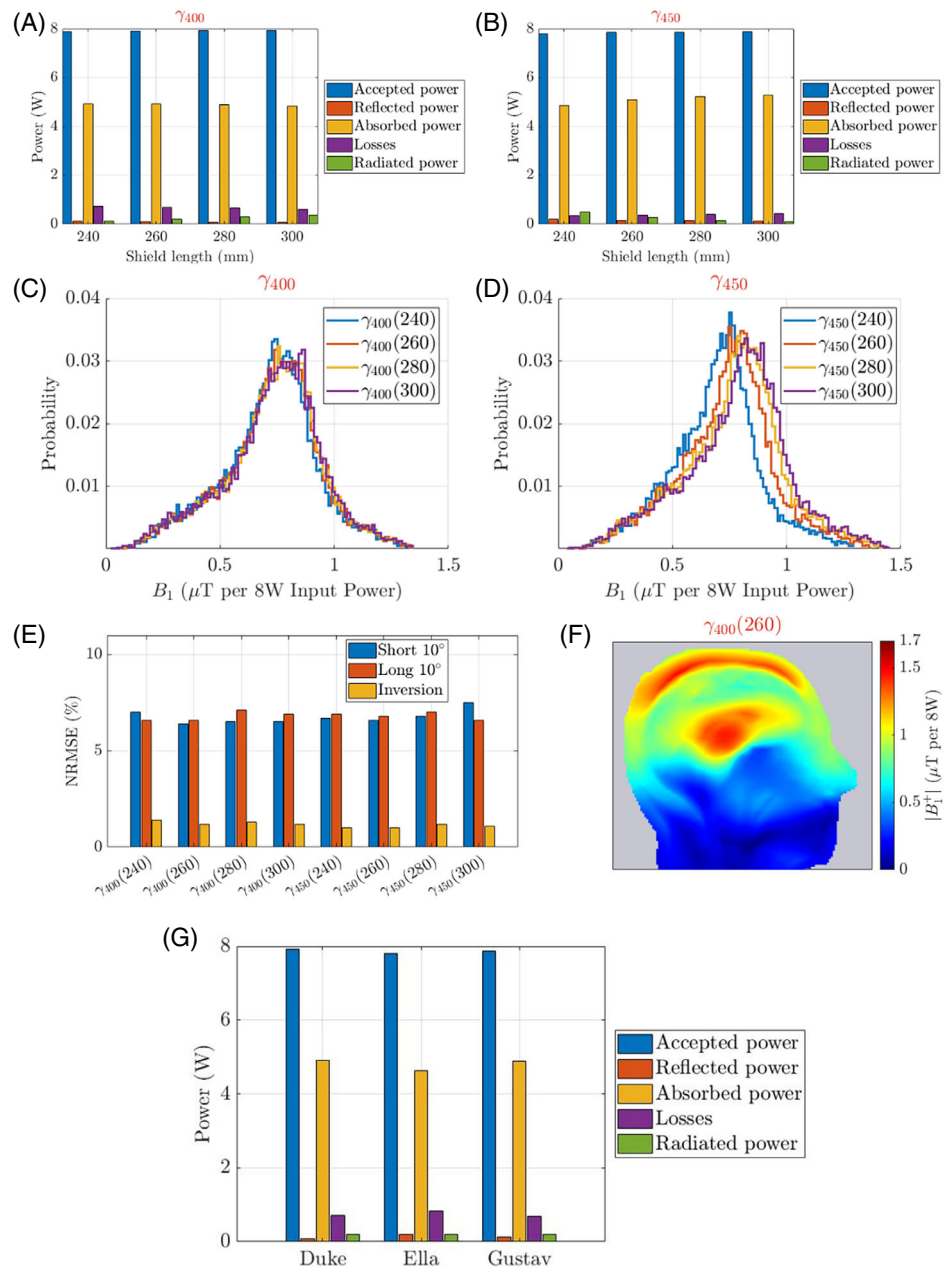 (A)
γ400
8
6
4
2
0
Power (W)
240 260 280 300
Shield length (mm)
Accepted power
Reflected power
Absorbed power
Losses
Radiated power
(B)
γ450
8
6
4
2
0
Power (W)
240 260 280 300
Shield length (mm)
Accepted power
Reflected power
Absorbed power
Losses
Radiated power
(C)
γ400
0.04
0.03
0.02
0.01
Probability
0 0.5 1 1.5
B1 (μT per 8W Input Power)
γ400(240)
γ400(260)
γ400(280)
γ400(300)
(D)
γ450
0.04
0.03
0.02
0.01
Probability
0 0.5 1 1.5
B1 (μT per 8W Input Power)
γ450(240)
γ450(260)
γ450(280)
γ450(300)
(E)
10
5
0
NRMSE (%)
Short 10°
Long 10°
Inversion
γ400(240)
γ400(260)
γ400(280)
γ400(300)
γ450(240)
γ450(260)
γ450(280)
γ450(300)
(F)
γ400(260)
1.7
1.5
1
0.5
0
|B1+| (μT per 8W)
(G)
8
6
4
2
0
Power (W)
Duke Ella Gustav
Accepted power
Reflected power
Absorbed power
Losses
Radiated power